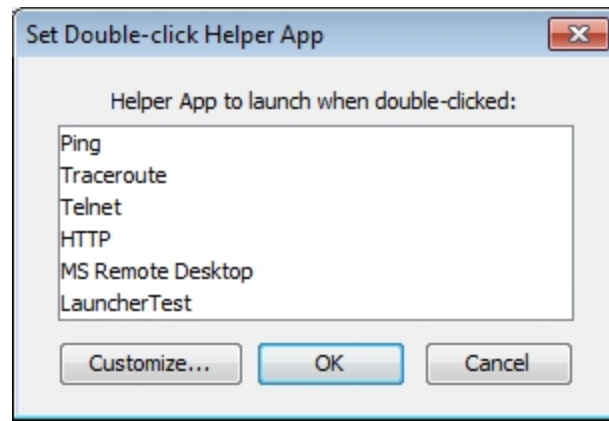 Set Double-click Helper App
Helper App to launch when double-clicked:
Ping
Traceroute
Telnet
HTTP
MS Remote Desktop
LauncherTest
Customize... OK Cancel